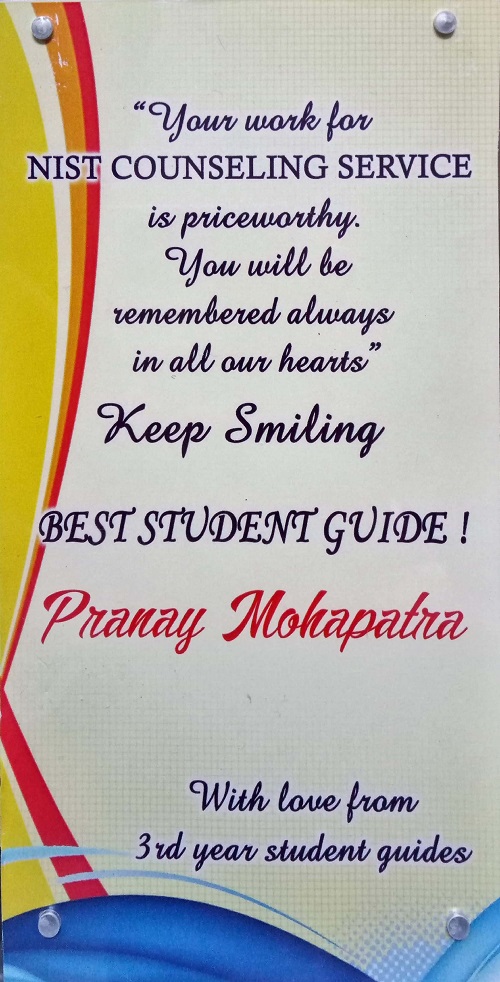 “Your work for
NIST COUNSELING SERVICE
is priceworthy.
You will be
remembered always
in all our hearts”
Keep Smiling
BEST STUDENT GUIDE !
Pranay Mohapatra
With love from
3rd year student guides